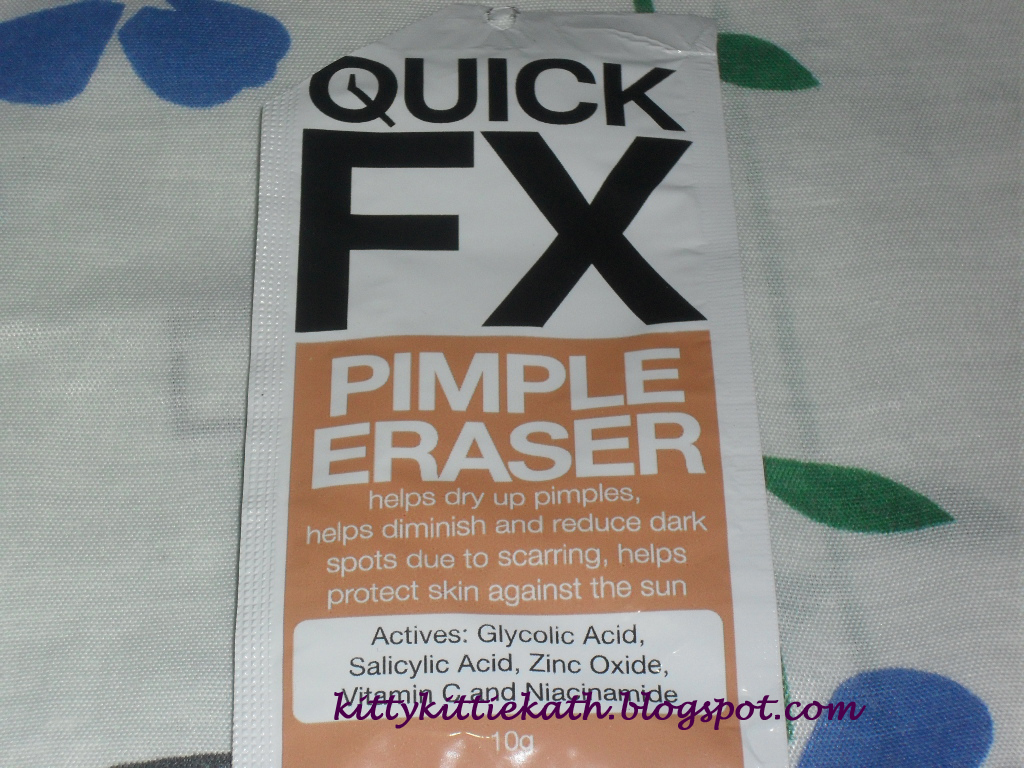 QUICK
FX
PIMPLE
ERASER
helps dry up pimples,
helps diminish and reduce dark
spots due to scarring, helps
protect skin against the sun
Actives: Glycolic Acid,
Salicylic Acid, Zinc Oxide,
Vitamin C and Niacinamide
kittykittiekath.blogspot.com
10g